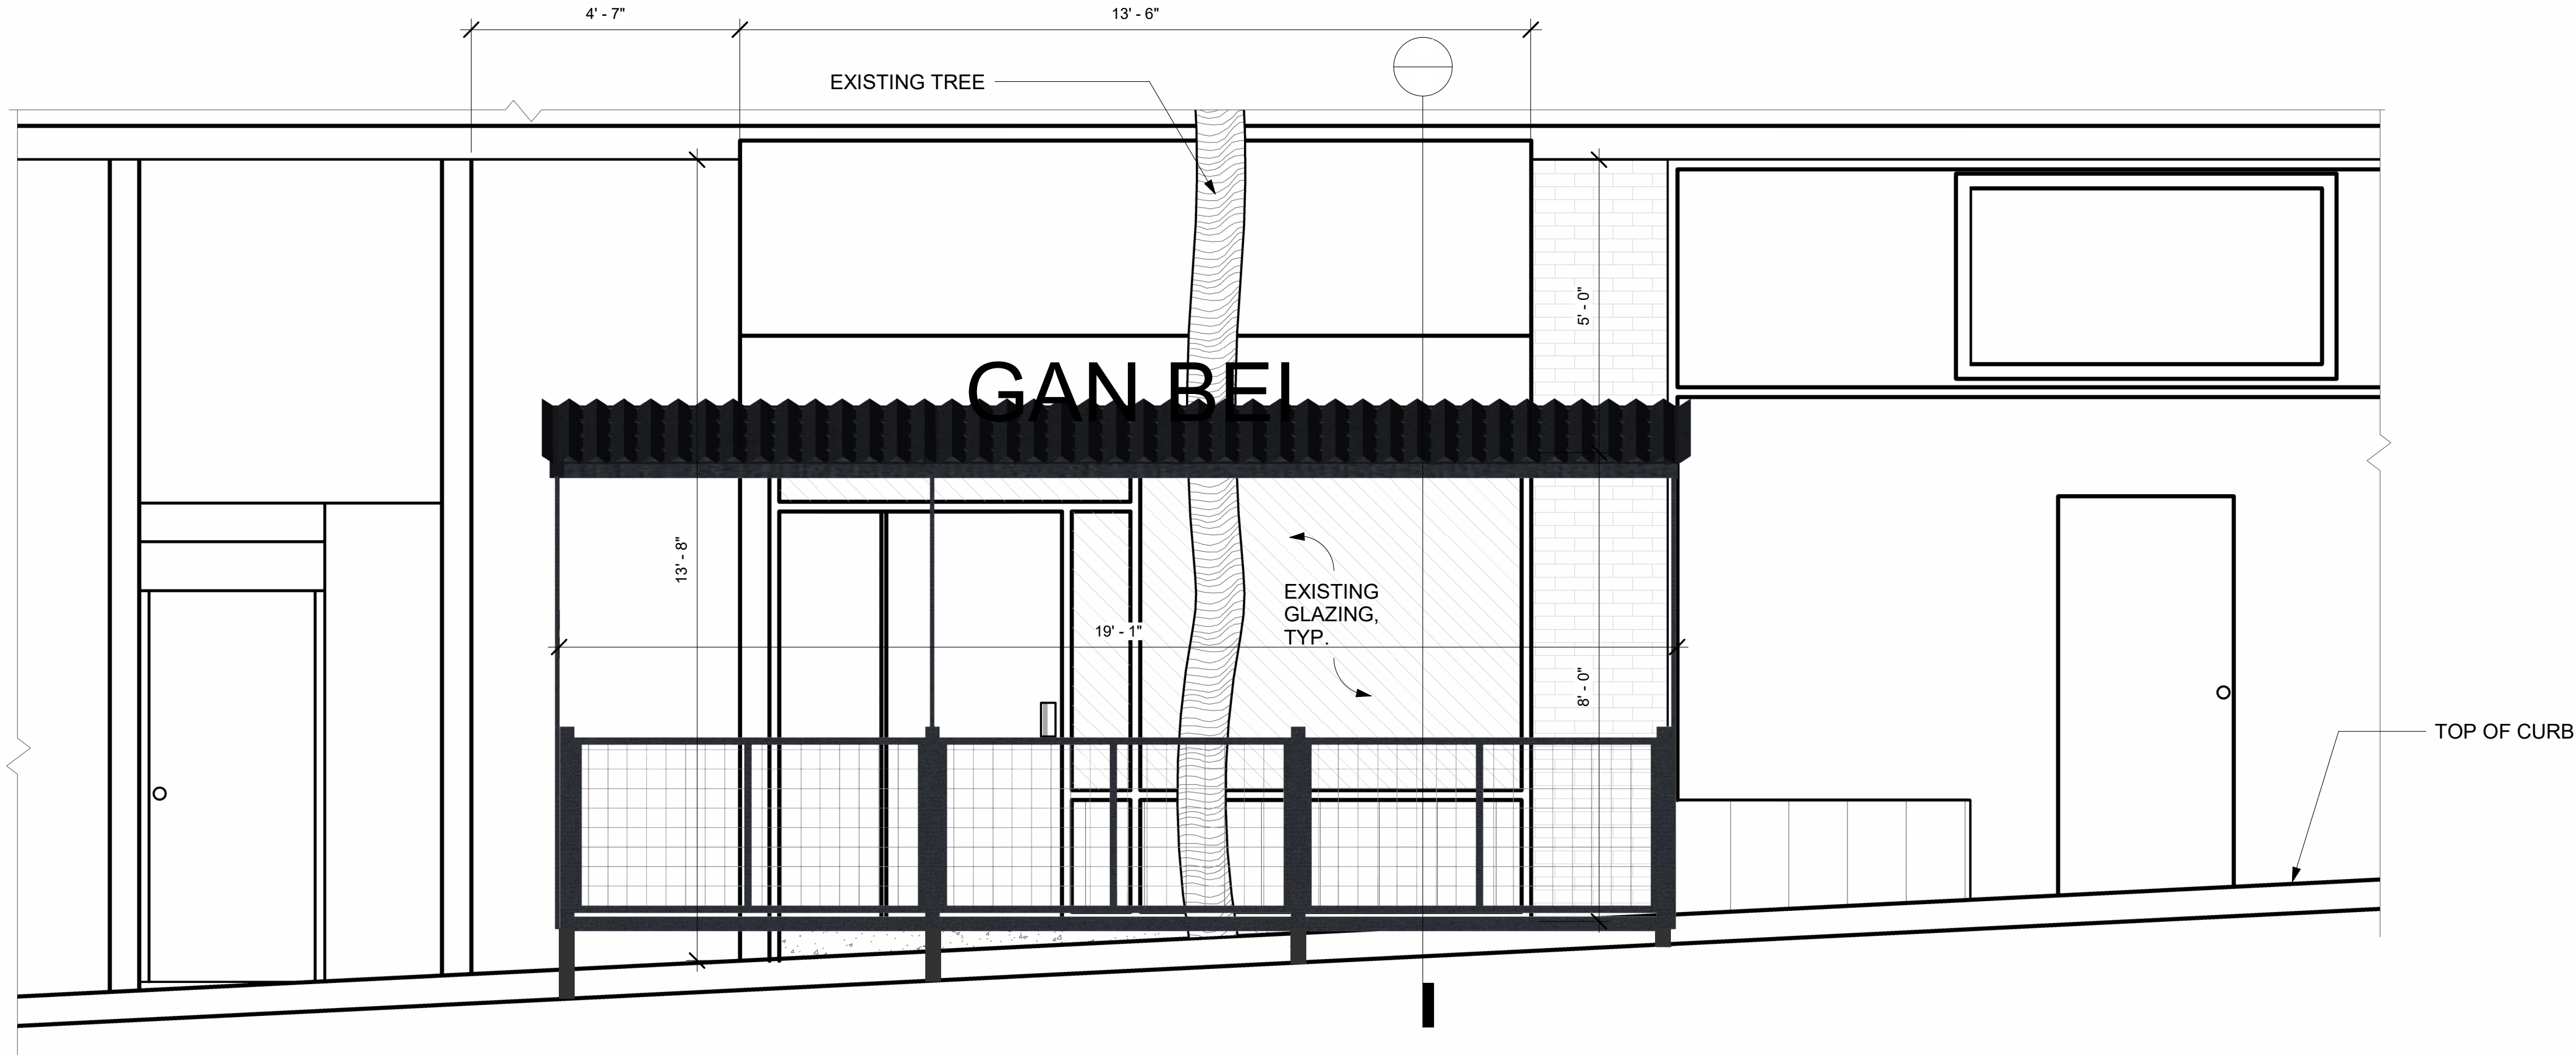 4' - 7"
13' - 6"
EXISTING TREE
5' - 0"
GAN BEI
13' - 8"
EXISTING
GLAZING,
TYP.
19' - 1"
8' - 0"
TOP OF CURB